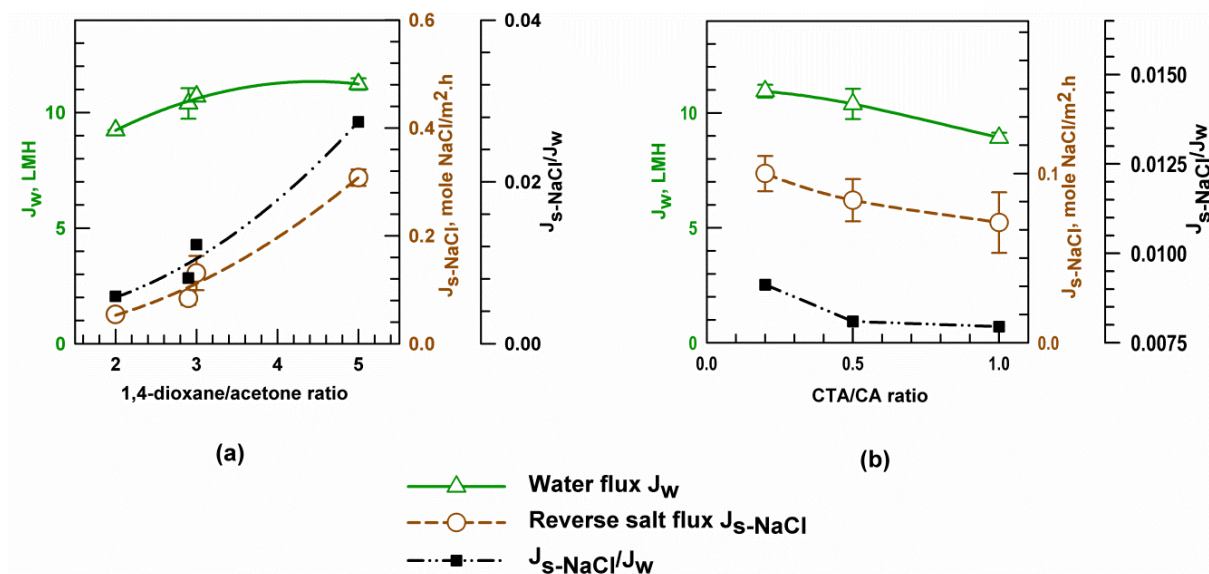 0.6
0.04
10
5
0
J_W, LMH
0.4
0.2
0.0
J_s-NaCl, mole NaCl/m².h
0.02
0.00
J_s-NaCl/J_W
2 3 4 5
1,4-dioxane/acetone ratio
(a)
10
5
0
J_W, LMH
0.1
0.0
J_s-NaCl, mole NaCl/m².h
0.0150
0.0125
0.0100
0.0075
J_s-NaCl/J_W
0.0 0.5 1.0
CTA/CA ratio
(b)
Water flux J_W
Reverse salt flux J_s-NaCl
J_s-NaCl/J_W